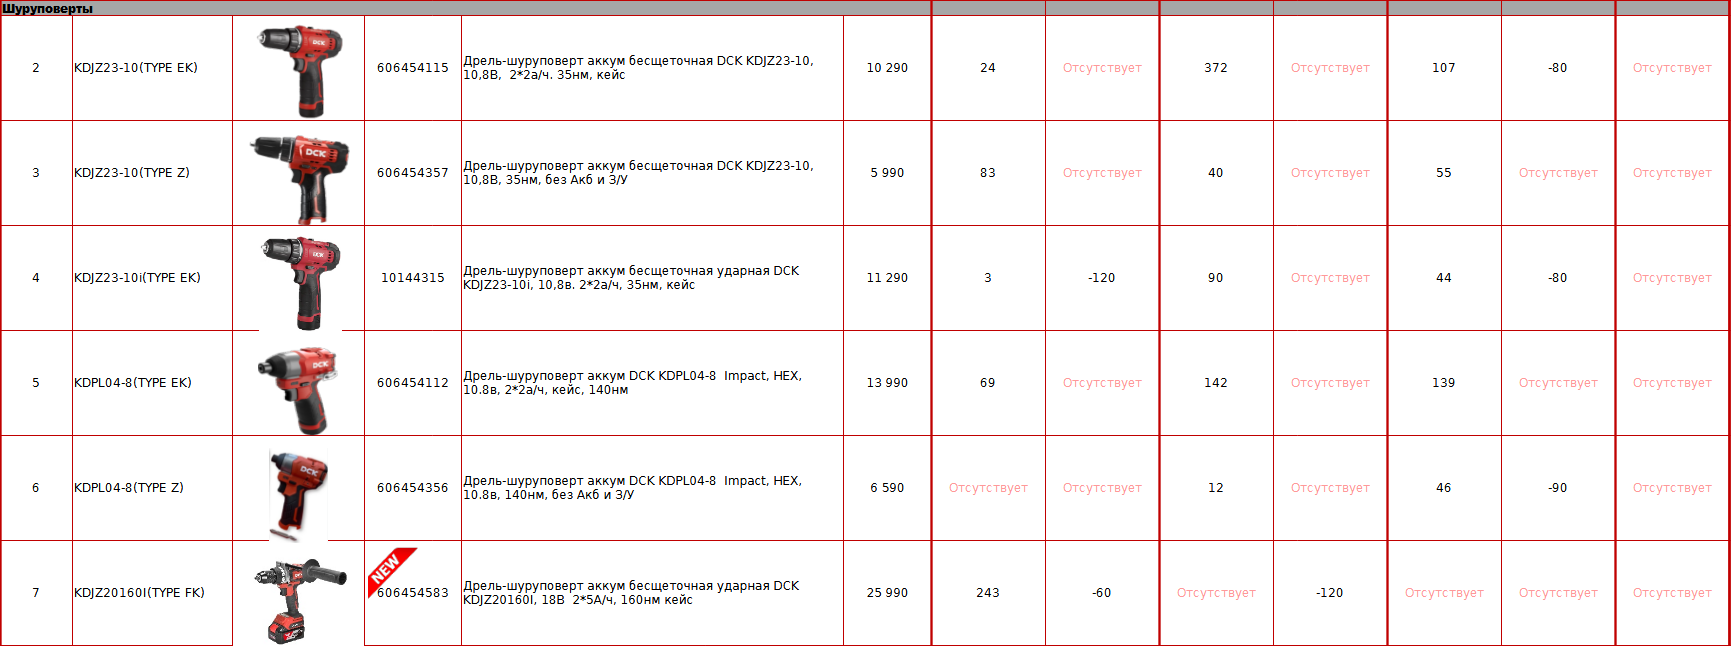 Шуруповерты
2 KDJZ23-10(TYPE EK) DCK 606454115 Дрель-шуруповерт аккум бесщеточная DCK KDJZ23-10,
10,8В,  2*2а/ч. 35нм, кейс 10 290 24 Отсутствует 372 Отсутствует 107 -80 Отсутствует
3 KDJZ23-10(TYPE Z) DCK 606454357 Дрель-шуруповерт аккум бесщеточная DCK KDJZ23-10,
10,8В, 35нм, без Акб и З/У 5 990 83 Отсутствует 40 Отсутствует 55 Отсутствует Отсутствует
4 KDJZ23-10i(TYPE EK) DCK 10144315 Дрель-шуруповерт аккум бесщеточная ударная DCK
KDJZ23-10i, 10,8в. 2*2а/ч, 35нм, кейс 11 290 3 -120 90 Отсутствует 44 -80 Отсутствует
5 KDPL04-8(TYPE EK) DCK 606454112 Дрель-шуруповерт аккум DCK KDPL04-8  Impact, HEX,
10.8в, 2*2а/ч, кейс, 140нм 13 990 69 Отсутствует 142 Отсутствует 139 Отсутствует Отсутствует
6 KDPL04-8(TYPE Z) DCK 606454356 Дрель-шуруповерт аккум DCK KDPL04-8  Impact, HEX,
10.8в, 140нм, без Акб и З/У 6 590 Отсутствует Отсутствует 12 Отсутствует 46 -90 Отсутствует
NEW
7 KDJZ20160I(TYPE FK) 606454583 Дрель-шуруповерт аккум бесщеточная ударная DCK
KDJZ20160I, 18В  2*5А/ч, 160нм кейс 25 990 243 -60 Отсутствует -120 Отсутствует Отсутствует Отсутствует